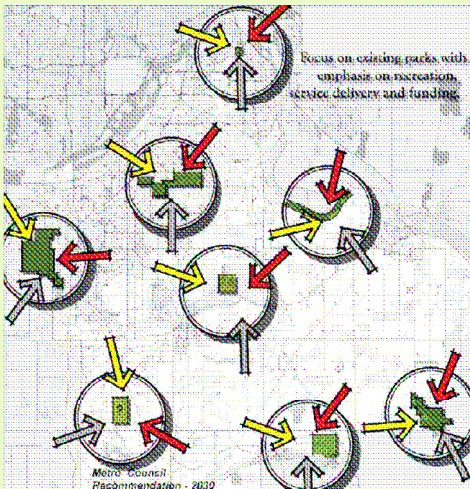 Focus on existing parks with
emphasis on recreation,
service delivery and funding.
Metro Council
Recommendation - 2030